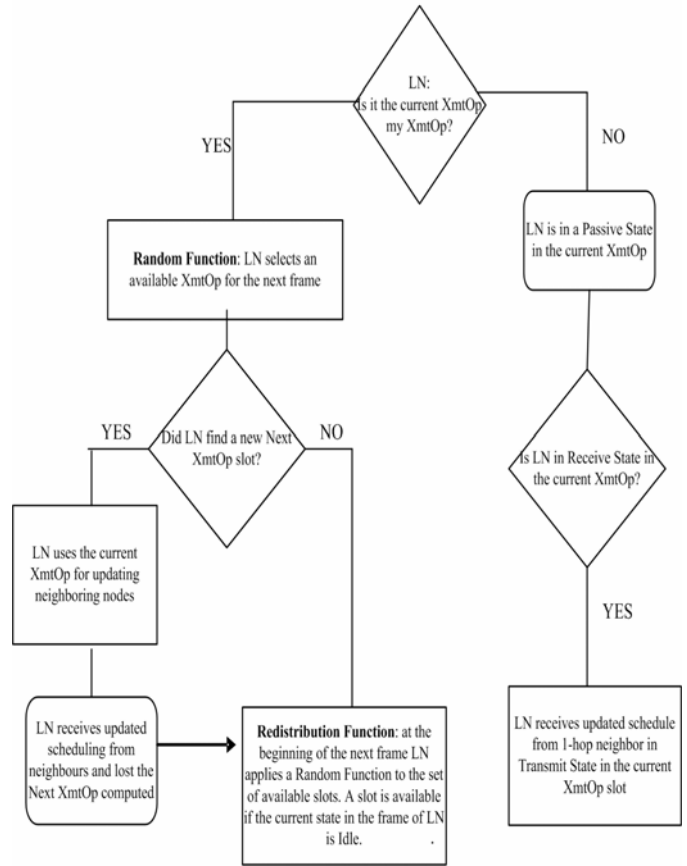 LN:
Is it the current XmtOp
my XmtOp?
YES
NO
Random Function: LN selects an
available XmtOp for the next frame
LN is in a Passive State
in the current XmtOp
Did LN find a new Next
XmtOp slot?
YES
NO
Is LN in Receive State in
the current XmtOp?
LN uses the current
XmtOp for updating
neighboring nodes
YES
LN receives updated
scheduling from
neighbours and lost the
Next XmtOp computed
Redistribution Function: at the
beginning of the next frame LN
applies a Random Function to the set
of available slots. A slot is available
if the current state in the frame of LN
is Idle. .
LN receives updated schedule
from 1-hop neighbor in
Transmit State in the current
XmtOp slot